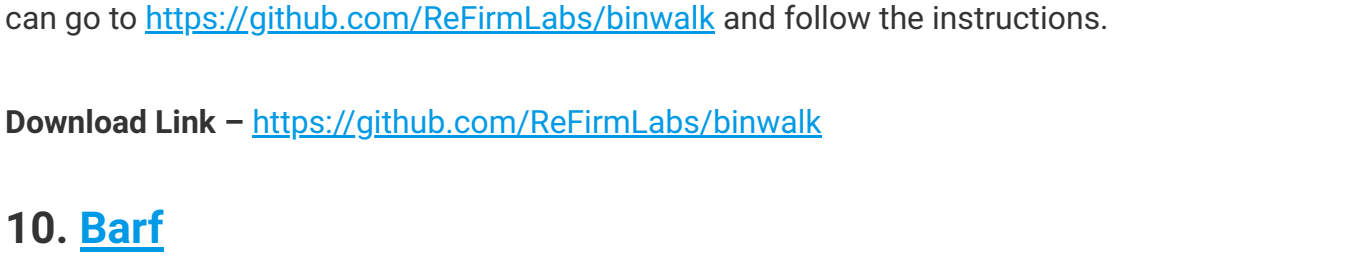 can go to https://github.com/ReFirmLabs/binwalk and follow the instructions.
Download Link – https://github.com/ReFirmLabs/binwalk
10. Barf